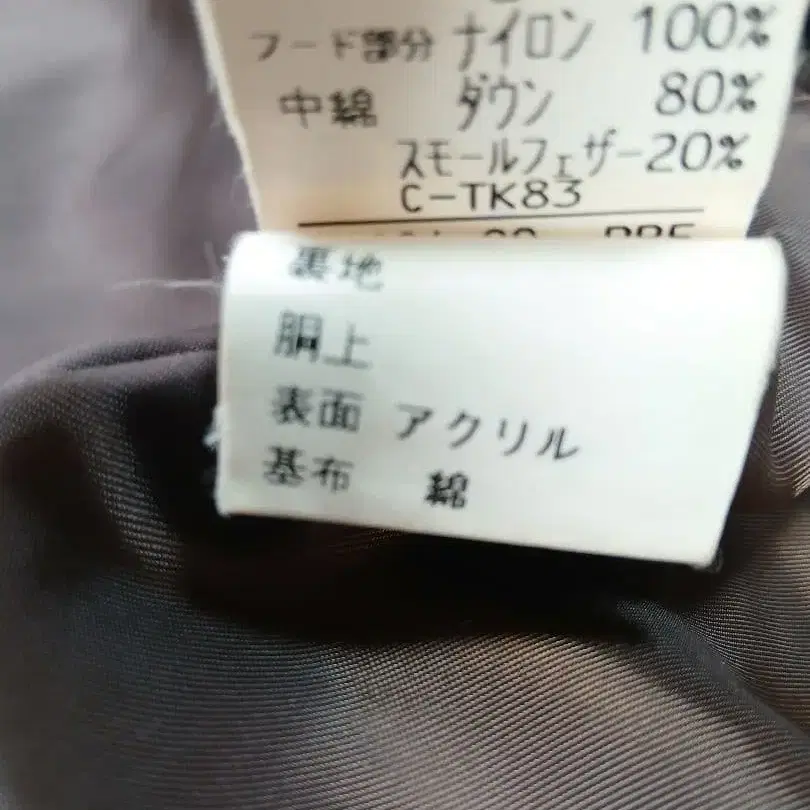 フード部分 ナイロン 100%
中綿 ダウン 80%
スモールフェザー20%
C-TK83
裏地
胴上
表面 アクリル
基布 綿